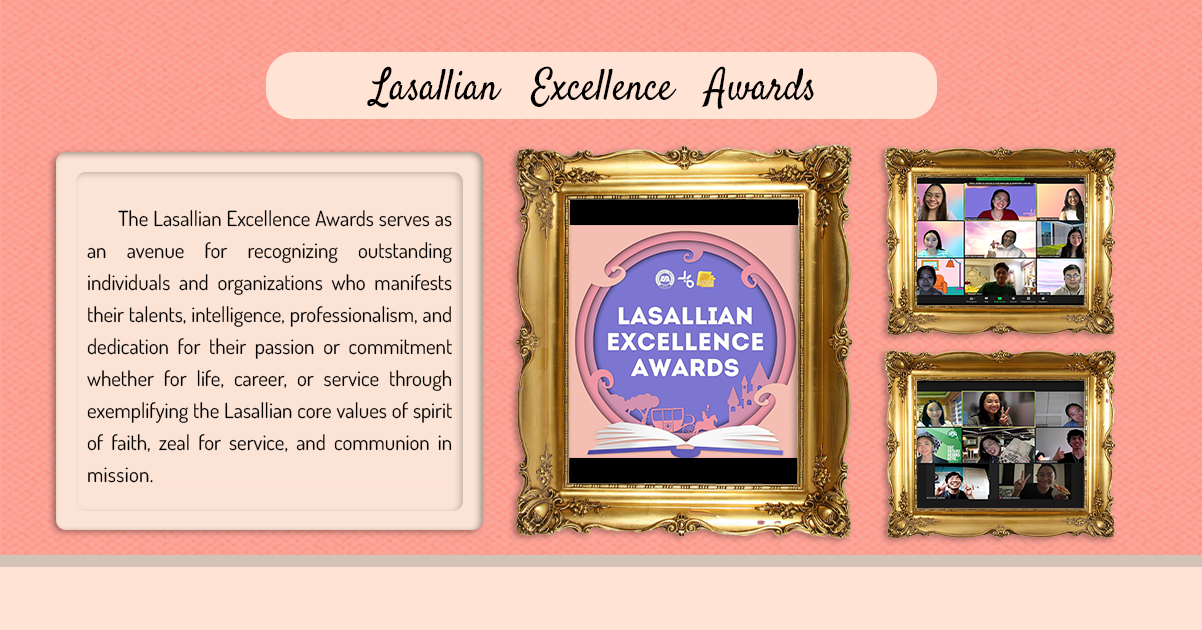 Lasallian Excellence Awards
The Lasallian Excellence Awards serves as
an avenue for recognizing outstanding
individuals and organizations who manifests
their talents, intelligence, professionalism, and
dedication for their passion or commitment
whether for life, career, or service through
exemplifying the Lasallian core values of spirit
of faith, zeal for service, and communion in
mission.
LASALLIAN
EXCELLENCE
AWARDS